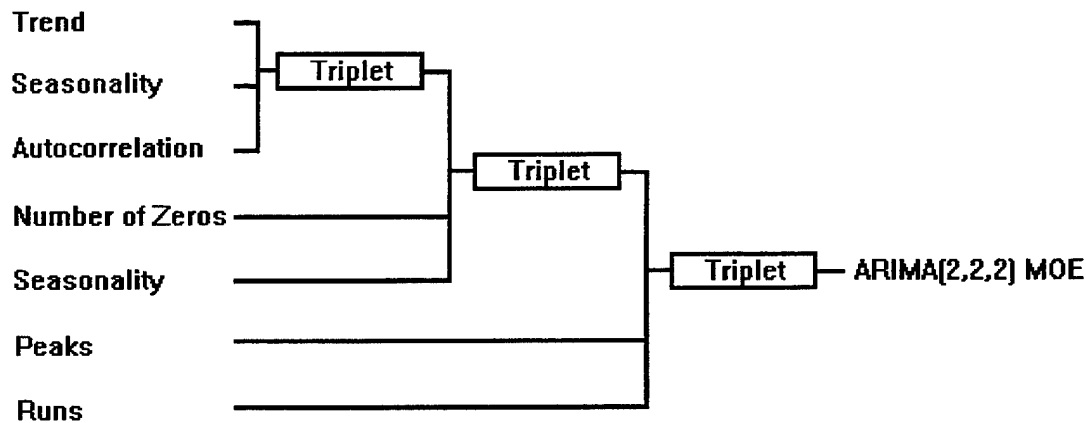 Trend
Triplet
Seasonality
Autocorrelation
Triplet
Number of Zeros
Triplet
ARIMA(2,2,2) MOE
Seasonality
Peaks
Runs